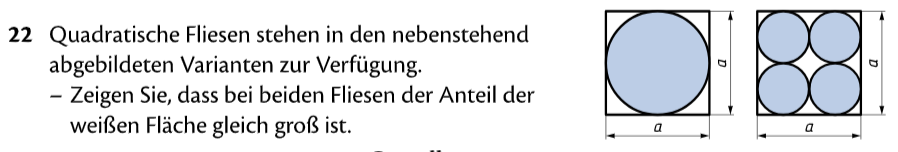 22 Quadratische Fliesen stehen in den nebenstehend
abgebildeten Varianten zur Verfügung.
– Zeigen Sie, dass bei beiden Fliesen der Anteil der
weißen Fläche gleich groß ist.
a
a
a
a